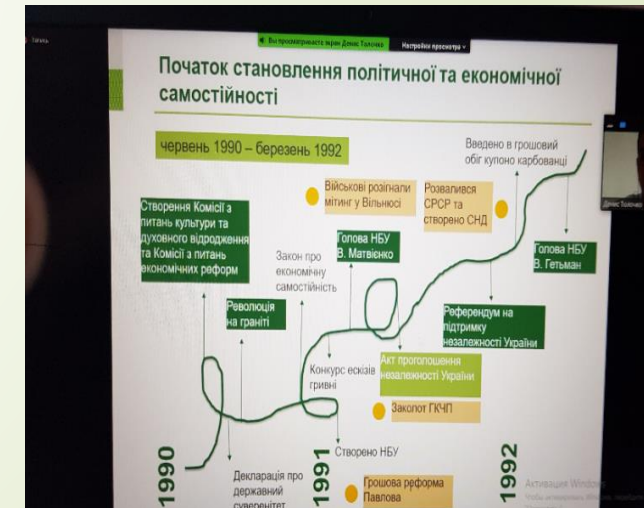 Вы просматриваете экран Денис Толочко
Настройки просмотра
Початок становлення політичної та економічної
самостійності
червень 1990 – березень 1992
Введено в грошовий
обіг купоно карбованці
Військові розігнали
мітинг у Вільнюсі
Розвалився
СРСР та
створено СНД
Денис Толочко
Створення Комісії з
питань культури та
духовного відродження
та Комісії з питань
економічних реформ
Закон про
економічну
самостійність
Голова НБУ
В. Матвієнко
Голова НБУ
В. Гетьман
Революція
на граніті
Референдум на
підтримку
незалежності України
Конкурс ескізів
гривні
Акт проголошення
незалежності України
Заколот ГКЧП
Створено НБУ
1990
1991
1992
Декларація про
державний
суверенітет
Грошова реформа
Павлова
Активация Windows